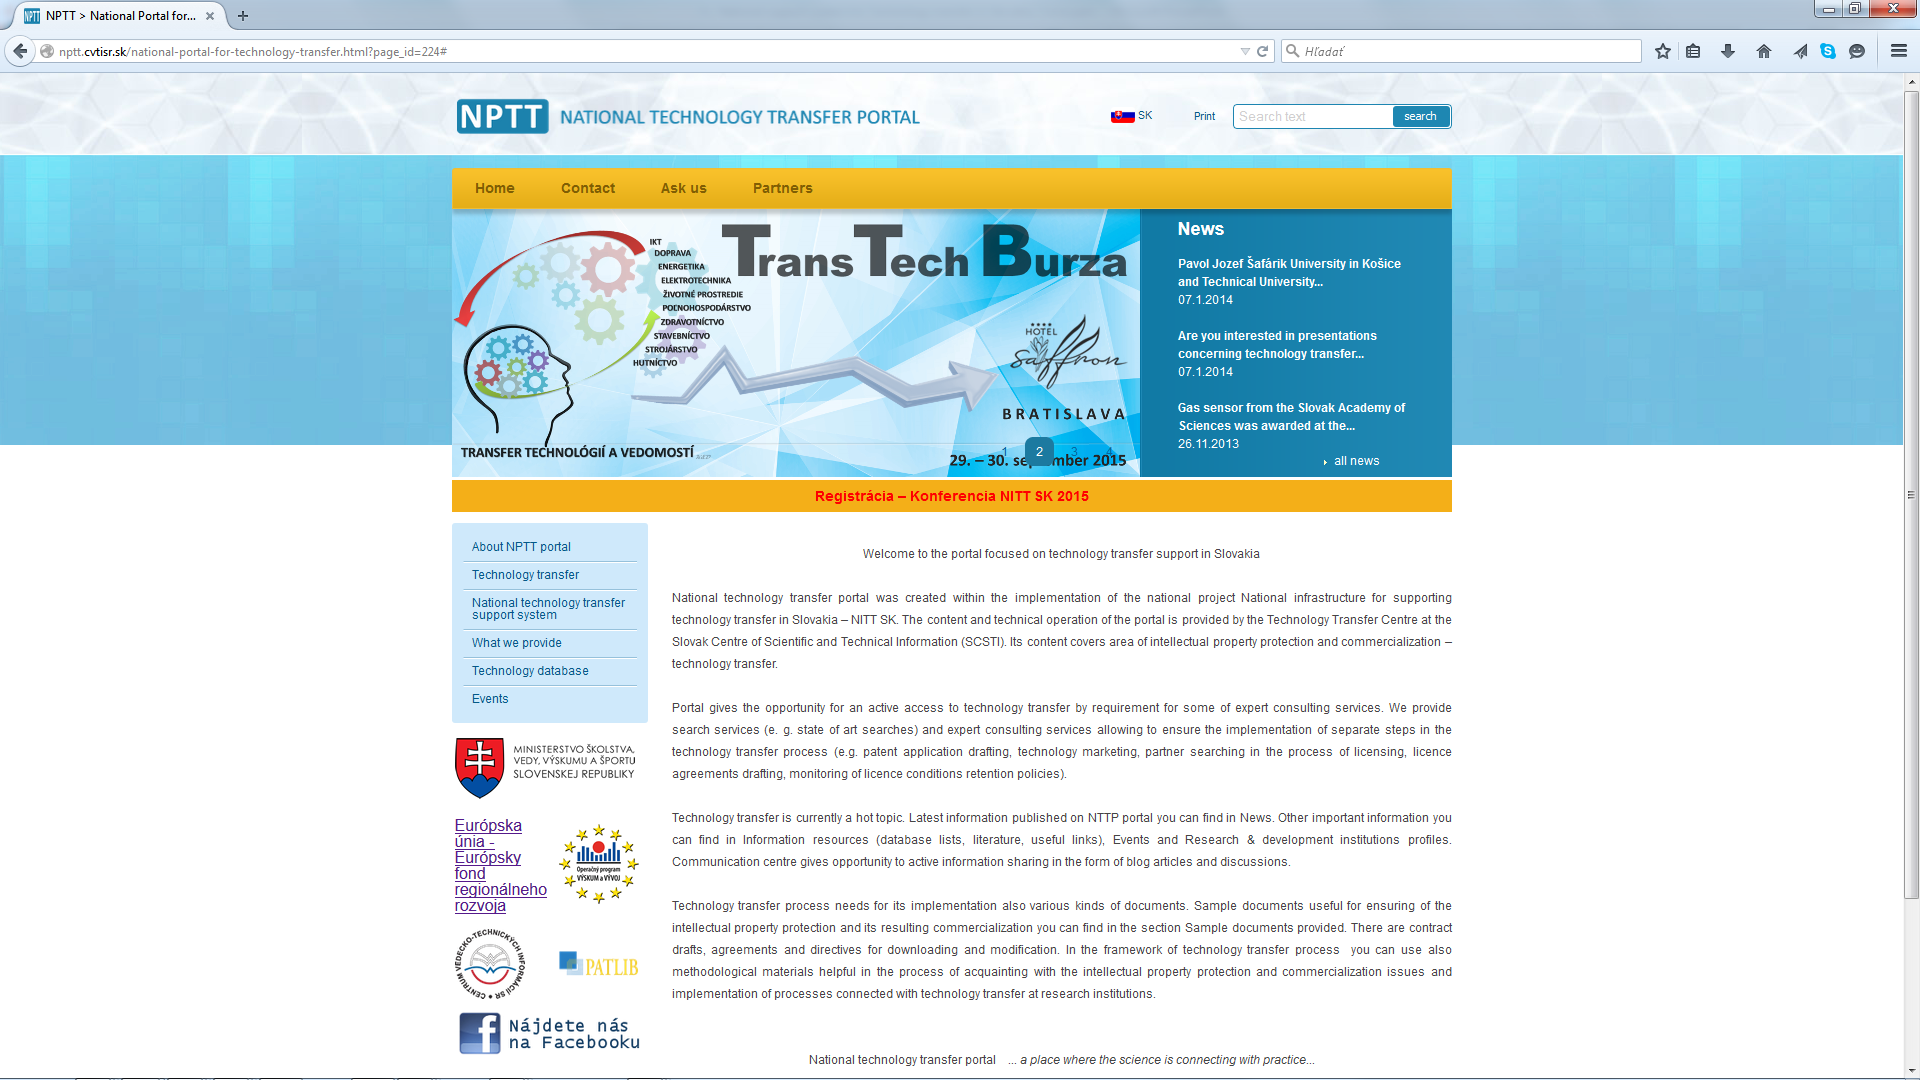 NPTT > National Portal for...
nptt.cvtisr.sk/national-portal-for-technology-transfer.html?page_id=224#
Hľadať
NPTT NATIONAL TECHNOLOGY TRANSFER PORTAL
SK
Print
Search text
search
Home
Contact
Ask us
Partners
IKT
DOPRAVA
ENERGETIKA
ELEKTROTECHNIKA
ŽIVOTNÉ PROSTREDIE
POĽNOHOSPODÁRSTVO
ZDRAVOTNÍCTVO
STAVEBNÍCTVO
STROJÁRSTVO
HUTNÍCTVO
TRANS TECH BURZA
HOTEL
Saffron
BRATISLAVA
TRANSFER TECHNOLÓGIÍ A VEDOMOSTÍ
1 2 3 4
29. – 30. september 2015
News
Pavol Jozef Šafárik University in Košice
and Technical University...
07.1.2014
Are you interested in presentations
concerning technology transfer...
07.1.2014
Gas sensor from the Slovak Academy of
Sciences was awarded at the...
26.11.2013
all news
Registrácia – Konferencia NITT SK 2015
About NPTT portal
Technology transfer
National technology transfer
support system
What we provide
Technology database
Events
MINISTERSTVO ŠKOLSTVA,
VEDY, VÝSKUMU A ŠPORTU
SLOVENSKEJ REPUBLIKY
Európska
únia -
Európsky
fond
regionálneho
rozvoja
Operačný program
VÝSKUM a VÝVOJ
CENTRUM VEDECKO-TECHNICKÝCH INFORMÁCIÍ SR
PATLIB
Nájdete nás
na Facebooku
Welcome to the portal focused on technology transfer support in Slovakia
National technology transfer portal was created within the implementation of the national project National infrastructure for supporting
technology transfer in Slovakia – NITT SK. The content and technical operation of the portal is provided by the Technology Transfer Centre at the
Slovak Centre of Scientific and Technical Information (SCSTI). Its content covers area of intellectual property protection and commercialization –
technology transfer.
Portal gives the opportunity for an active access to technology transfer by requirement for some of expert consulting services. We provide
search services (e. g. state of art searches) and expert consulting services allowing to ensure the implementation of separate steps in the
technology transfer process (e.g. patent application drafting, technology marketing, partner searching in the process of licensing, licence
agreements drafting, monitoring of licence conditions retention policies).
Technology transfer is currently a hot topic. Latest information published on NTTP portal you can find in News. Other important information you
can find in Information resources (database lists, literature, useful links), Events and Research & development institutions profiles.
Communication centre gives opportunity to active information sharing in the form of blog articles and discussions.
Technology transfer process needs for its implementation also various kinds of documents. Sample documents useful for ensuring of the
intellectual property protection and its resulting commercialization you can find in the section Sample documents provided. There are contract
drafts, agreements and directives for downloading and modification. In the framework of technology transfer process you can use also
methodological materials helpful in the process of acquainting with the intellectual property protection and commercialization issues and
implementation of processes connected with technology transfer at research institutions.
National technology transfer portal ... a place where the science is connecting with practice...